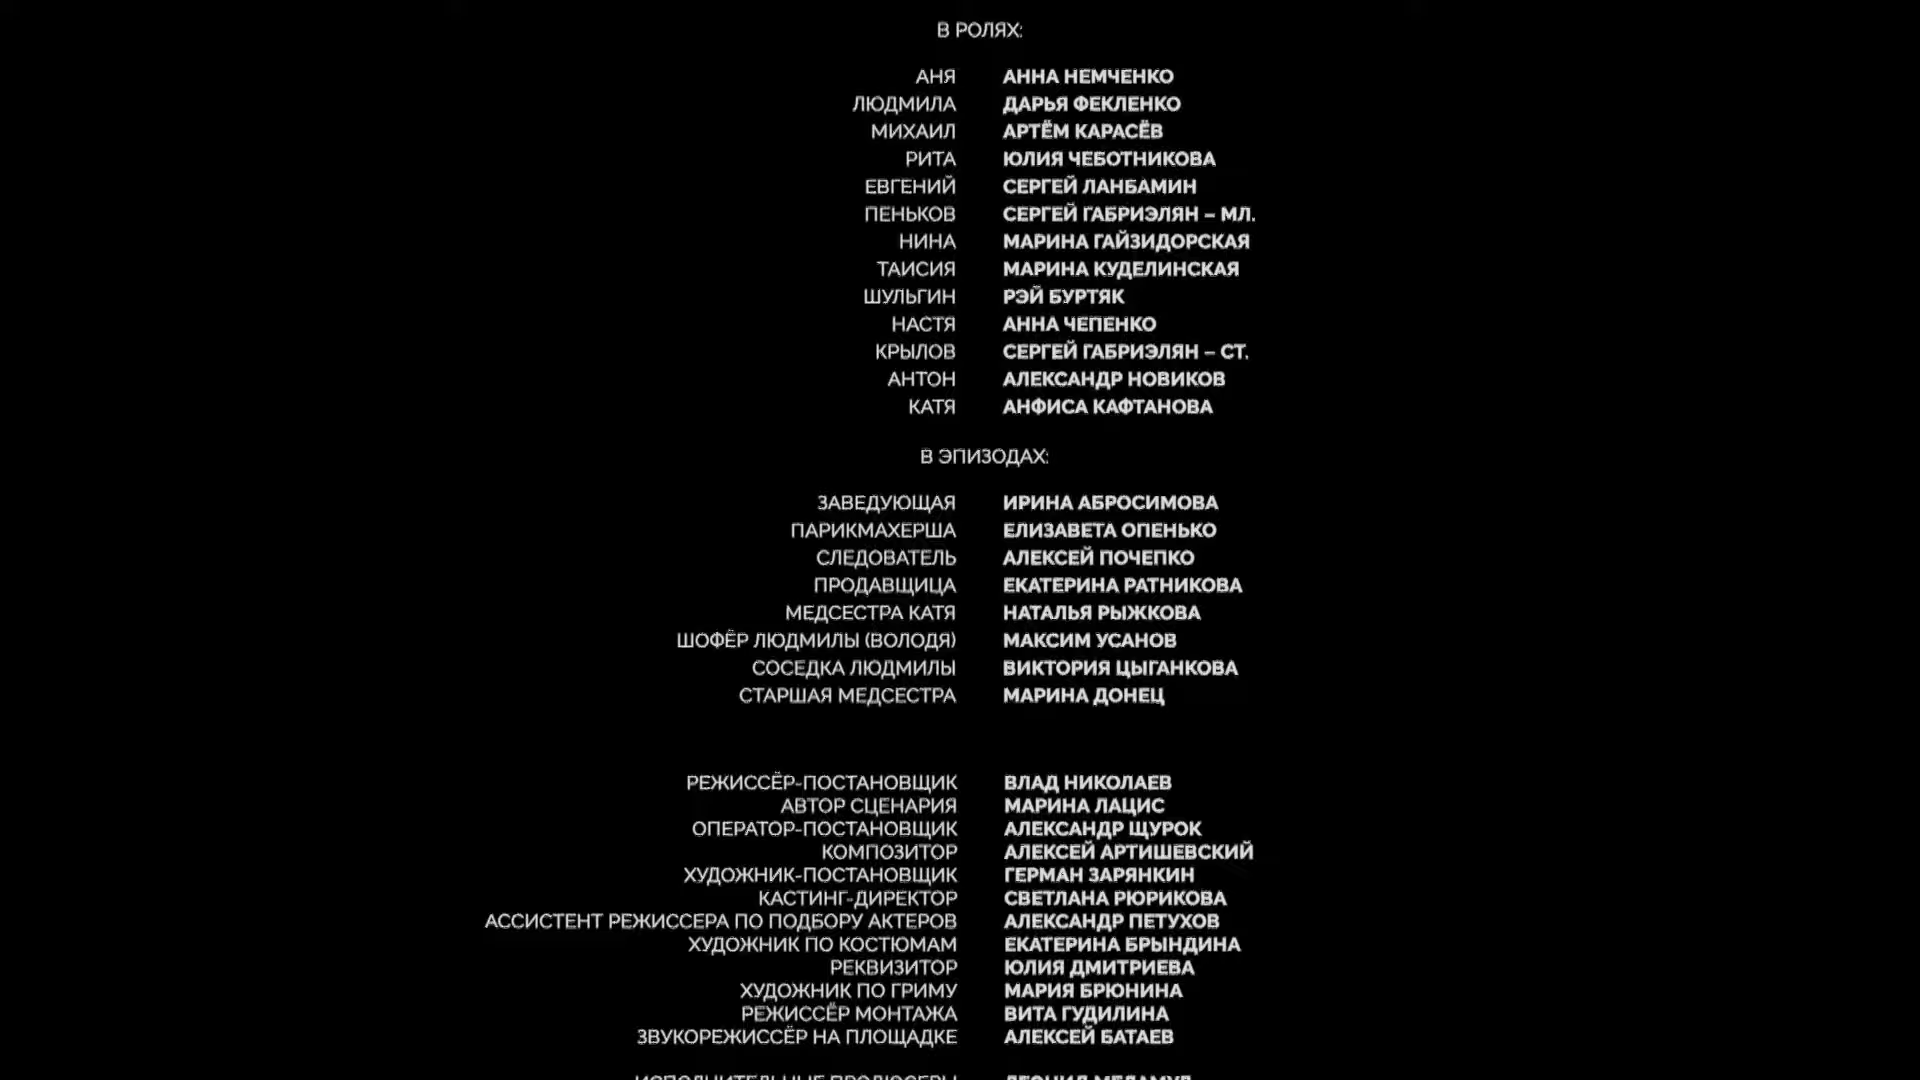 В РОЛЯХ:
АНЯ АННА НЕМЧЕНКО
ЛЮДМИЛА ДАРЬЯ ФЕКЛЕНКО
МИХАИЛ АРТЁМ КАРАСЁВ
РИТА ЮЛИЯ ЧЕБОТНИКОВА
ЕВГЕНИЙ СЕРГЕЙ ЛАНБАМИН
ПЕНЬКОВ СЕРГЕЙ ГАБРИЭЛЯН – МЛ.
НИНА МАРИНА ГАЙЗИДОРСКАЯ
ТАИСИЯ МАРИНА КУДЕЛИНСКАЯ
ШУЛЬГИН РЭЙ БУРТЯК
НАСТЯ АННА ЧЕПЕНКО
КРЫЛОВ СЕРГЕЙ ГАБРИЭЛЯН – СТ.
АНТОН АЛЕКСАНДР НОВИКОВ
КАТЯ АНФИСА КАФТАНОВА
В ЭПИЗОДАХ:
ЗАВЕДУЮЩАЯ ИРИНА АБРОСИМОВА
ПАРИКМАХЕРША ЕЛИЗАВЕТА ОПЕНЬКО
СЛЕДОВАТЕЛЬ АЛЕКСЕЙ ПОЧЕПКО
ПРОДАВЩИЦА ЕКАТЕРИНА РАТНИКОВА
МЕДСЕСТРА КАТЯ НАТАЛЬЯ РЫЖКОВА
ШОФЁР ЛЮДМИЛЫ (ВОЛОДЯ) МАКСИМ УСАНОВ
СОСЕДКА ЛЮДМИЛЫ ВИКТОРИЯ ЦЫГАНКОВА
СТАРШАЯ МЕДСЕСТРА МАРИНА ДОНЕЦ
РЕЖИССЁР-ПОСТАНОВЩИК ВЛАД НИКОЛАЕВ
АВТОР СЦЕНАРИЯ МАРИНА ЛАЦИС
ОПЕРАТОР-ПОСТАНОВЩИК АЛЕКСАНДР ЩУРОК
КОМПОЗИТОР АЛЕКСЕЙ АРТИШЕВСКИЙ
ХУДОЖНИК-ПОСТАНОВЩИК ГЕРМАН ЗАРЯНКИН
КАСТИНГ-ДИРЕКТОР СВЕТЛАНА РЮРИКОВА
АССИСТЕНТ РЕЖИССЕРА ПО ПОДБОРУ АКТЕРОВ АЛЕКСАНДР ПЕТУХОВ
ХУДОЖНИК ПО КОСТЮМАМ ЕКАТЕРИНА БРЫНДИНА
РЕКВИЗИТОР ЮЛИЯ ДМИТРИЕВА
ХУДОЖНИК ПО ГРИМУ МАРИЯ БРЮНИНА
РЕЖИССЁР МОНТАЖА ВИТА ГУДИЛИНА
ЗВУКОРЕЖИССЁР НА ПЛОЩАДКЕ АЛЕКСЕЙ БАТАЕВ